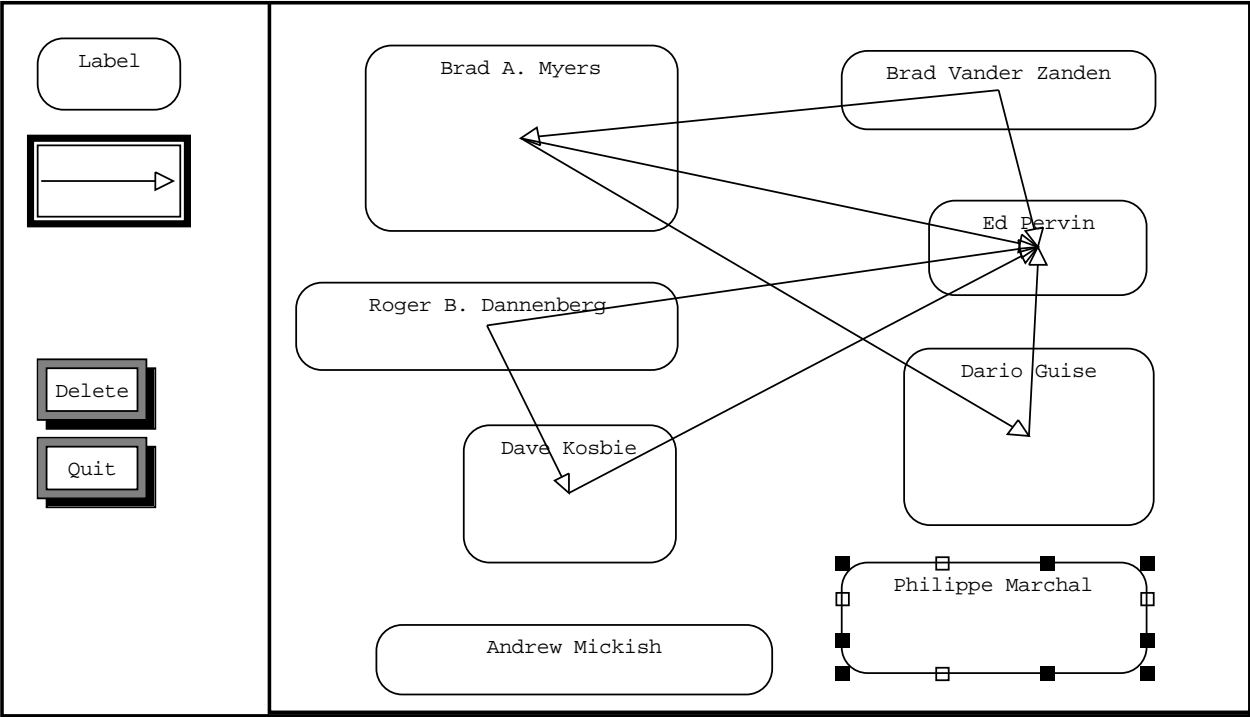 Label
Delete
Quit
Brad A. Myers
Brad Vander Zanden
Ed Pervin
Roger B. Dannenberg
Dario Guise
Dave Kosbie
Philippe Marchal
Andrew Mickish